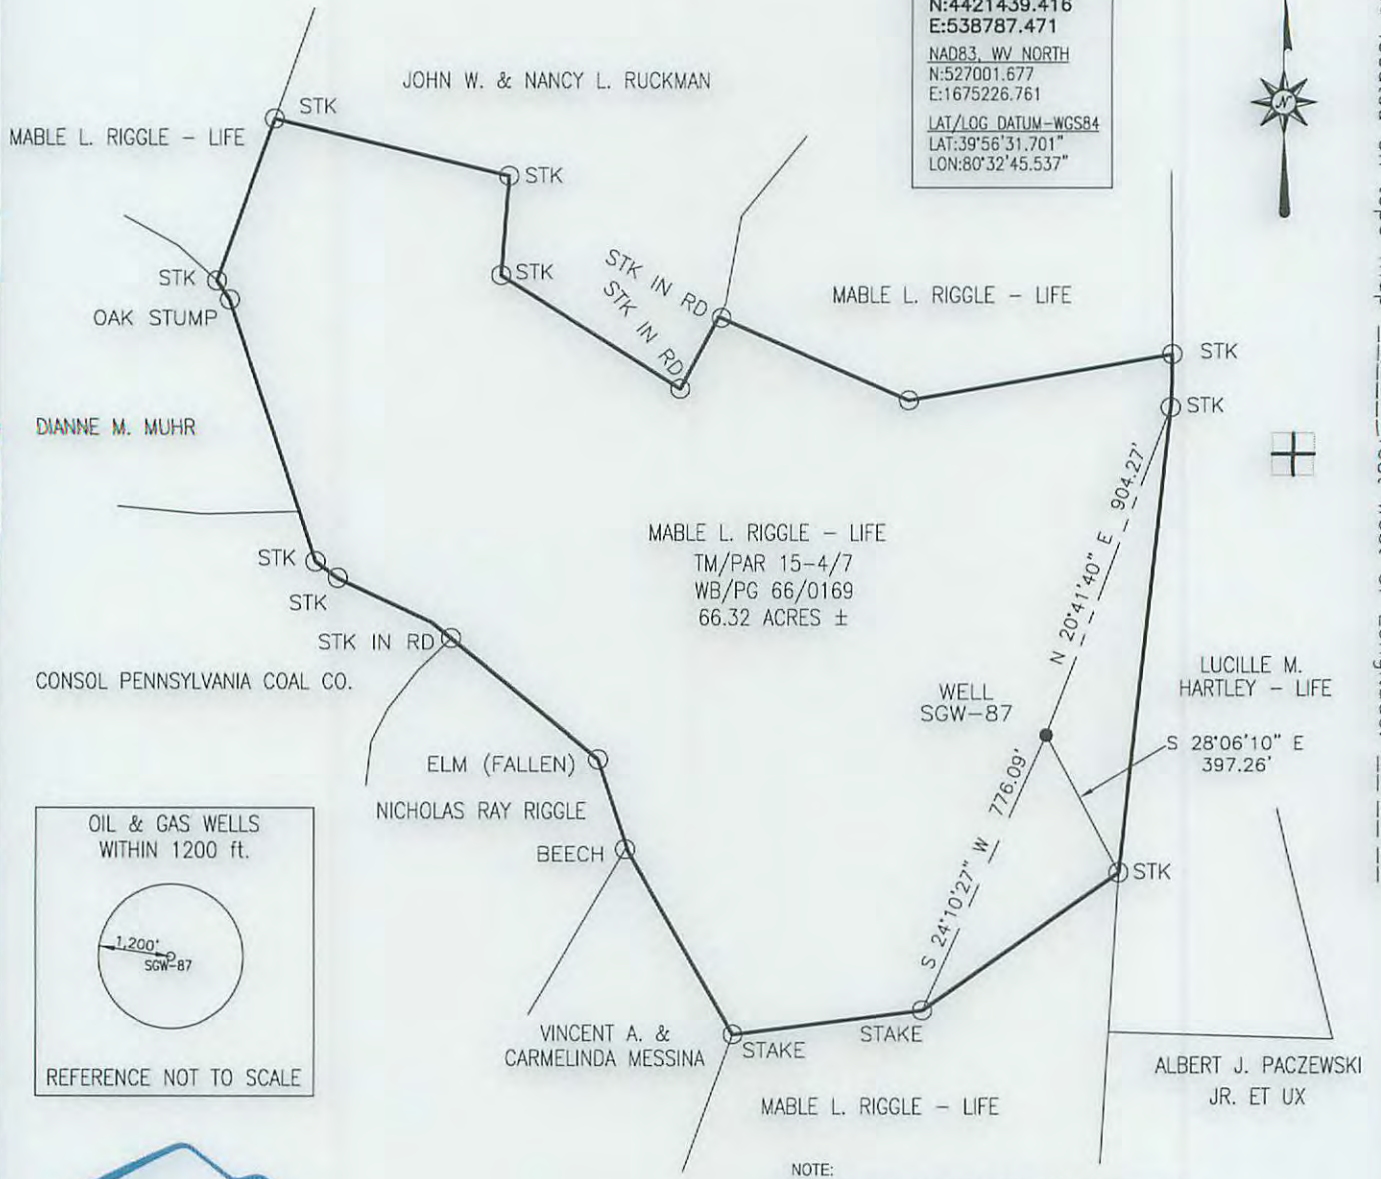 N:4421439.416
E:538787.471
NAD83, WV NORTH
N:527001.677
E:1675226.761
LAT/LOG DATUM-WGS84
LAT:39°56'31.701"
LON:80°32'45.537"
N
JOHN W. & NANCY L. RUCKMAN
STK
MABLE L. RIGGLE - LIFE
STK
STK
STK
OAK STUMP
STK IN RD
STK IN RD
MABLE L. RIGGLE - LIFE
STK
STK
DIANNE M. MUHR
N 20°41'40" E 904.27'
MABLE L. RIGGLE - LIFE
TM/PAR 15-4/7
WB/PG 66/0169
66.32 ACRES ±
STK
STK
STK IN RD
CONSOL PENNSYLVANIA COAL CO.
LUCILLE M.
HARTLEY - LIFE
WELL
SGW-87
S 28°06'10" E
397.26'
ELM (FALLEN)
S 24°10'27" W 776.09'
NICHOLAS RAY RIGGLE
BEECH
STK
OIL & GAS WELLS
WITHIN 1200 ft.
1,200'
SGW-87
REFERENCE NOT TO SCALE
VINCENT A. &
CARMELINDA MESSINA
STAKE
STAKE
ALBERT J. PACZEWSKI
JR. ET UX
MABLE L. RIGGLE - LIFE
NOTE: